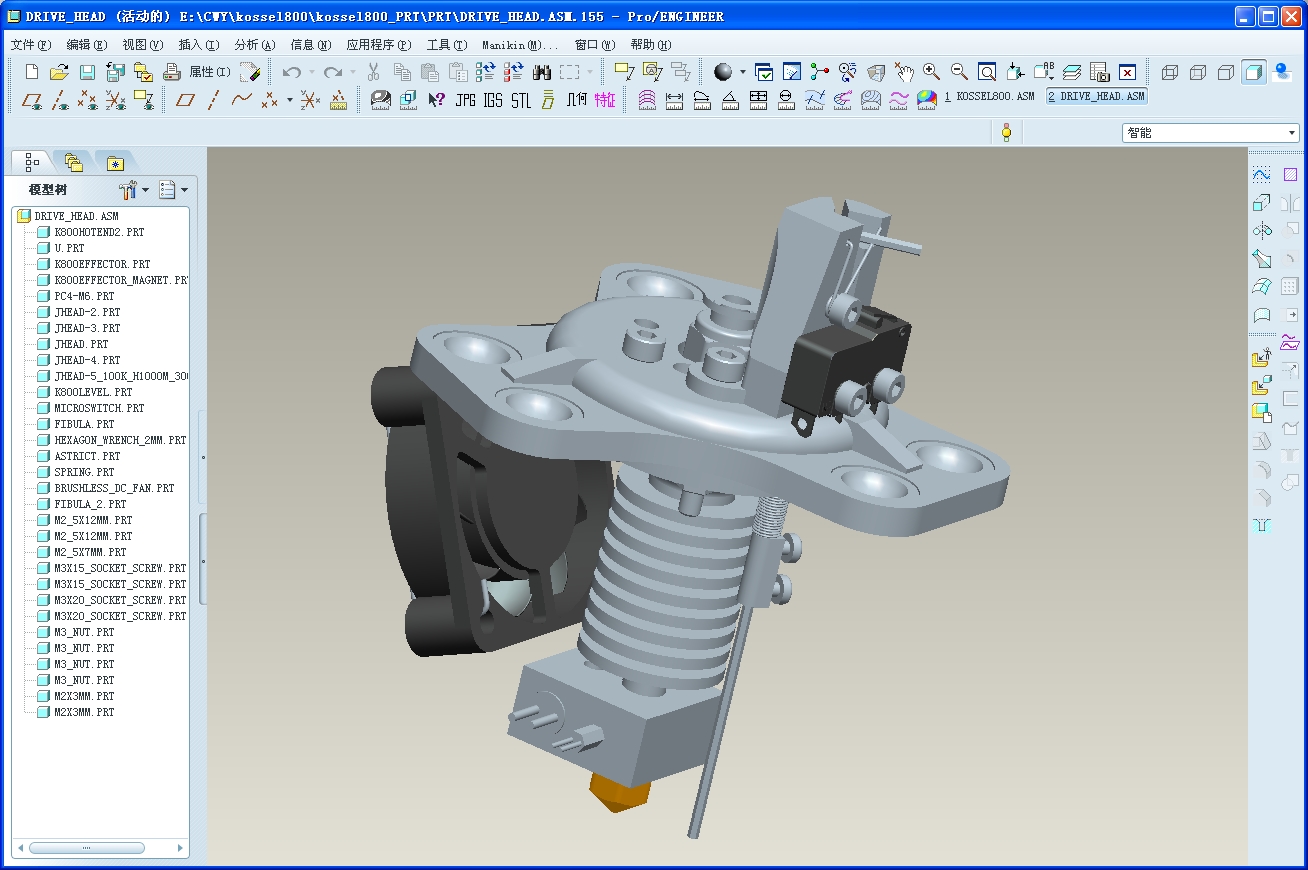 DRIVE_HEAD (活动的) E:\CWY\kossel800\kossel800_PRT\PRT\DRIVE_HEAD.ASM.155 - Pro/ENGINEER
文件(F) 编辑(E) 视图(V) 插入(I) 分析(A) 信息(N) 应用程序(P) 工具(T) Manikin(M)... 窗口(W) 帮助(H)
属性(I)
JPG IGS STL 几何 特征 1 KOSSEL800.ASM 2 DRIVE_HEAD.ASM
智能
模型树
DRIVE_HEAD.ASM
K800HOTEND2.PRT
U.PRT
K800EFFECTOR.PRT
K800EFFECTOR_MAGNET.PR
PC4-M6.PRT
JHEAD-2.PRT
JHEAD-3.PRT
JHEAD.PRT
JHEAD-4.PRT
JHEAD-5_100K_H1000M_30
K800LEVEL.PRT
MICROSWITCH.PRT
FIBULA.PRT
HEXAGON_WRENCH_2MM.PRT
ASTRICT.PRT
SPRING.PRT
BRUSHLESS_DC_FAN.PRT
FIBULA_2.PRT
M2_5X12MM.PRT
M2_5X12MM.PRT
M2_5X7MM.PRT
M3X15_SOCKET_SCREW.PRT
M3X15_SOCKET_SCREW.PRT
M3X20_SOCKET_SCREW.PRT
M3X20_SOCKET_SCREW.PRT
M3_NUT.PRT
M3_NUT.PRT
M3_NUT.PRT
M3_NUT.PRT
M2X3MM.PRT
M2X3MM.PRT